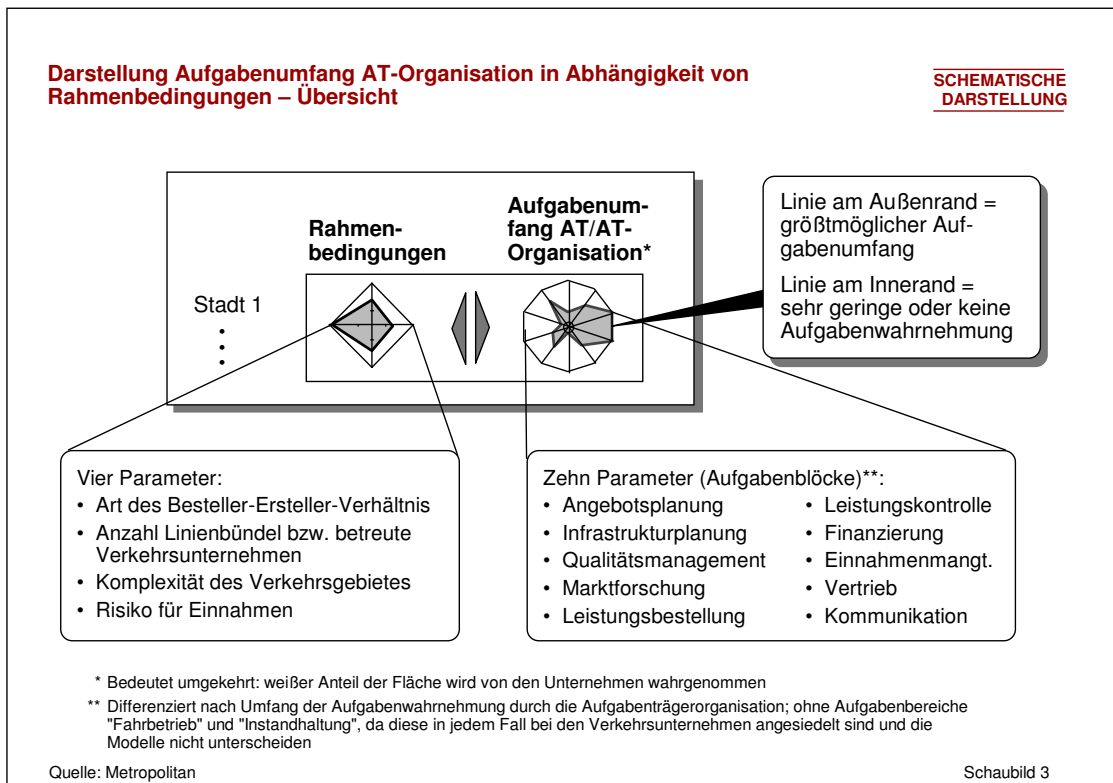 Darstellung Aufgabenumfang AT-Organisation in Abhängigkeit von
Rahmenbedingungen – Übersicht
SCHEMATISCHE
DARSTELLUNG
Rahmen-
bedingungen
Aufgabenum-
fang AT/AT-
Organisation*
Stadt 1
Linie am Außenrand =
größtmöglicher Auf-
gabenumfang
Linie am Innerand =
sehr geringe oder keine
Aufgabenwahrnehmung
Vier Parameter:
• Art des Besteller-Ersteller-Verhältnis
• Anzahl Linienbündel bzw. betreute
Verkehrsunternehmen
• Komplexität des Verkehrsgebietes
• Risiko für Einnahmen
Zehn Parameter (Aufgabenblöcke)**:
• Angebotsplanung
• Infrastrukturplanung
• Qualitätsmanagement
• Marktforschung
• Leistungsbestellung
• Leistungskontrolle
• Finanzierung
• Einnahmenmangt.
• Vertrieb
• Kommunikation
* Bedeutet umgekehrt: weißer Anteil der Fläche wird von den Unternehmen wahrgenommen
** Differenziert nach Umfang der Aufgabenwahrnehmung durch die Aufgabenträgerorganisation; ohne Aufgabenbereiche
"Fahrbetrieb" und "Instandhaltung", da diese in jedem Fall bei den Verkehrsunternehmen angesiedelt sind und die
Modelle nicht unterscheiden
Quelle: Metropolitan
Schaubild 3